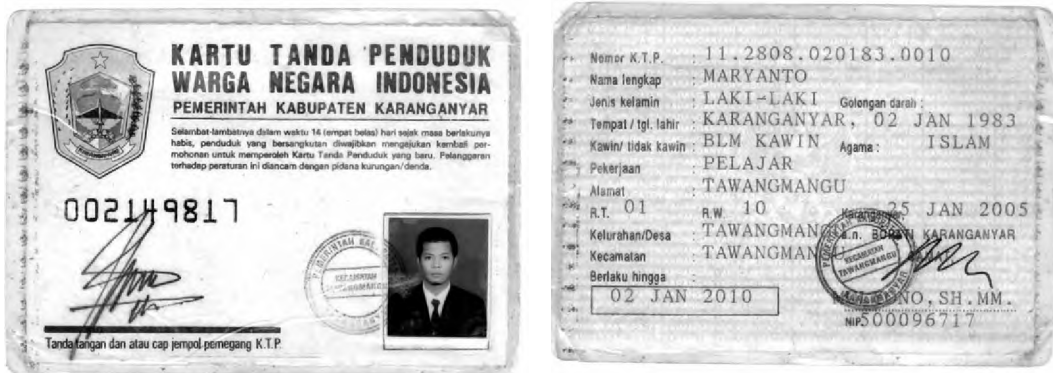 KARTU TANDA PENDUDUK
WARGA NEGARA INDONESIA
PEMERINTAH KABUPATEN KARANGANYAR
Selambat-lambatnya dalam waktu 14 (empat belas) hari sejak masa berlakunya
habis, penduduk yang bersangkutan diwajibkan mengajukan kembali per-
mohonan untuk memperoleh Kartu Tanda Penduduk yang baru. Pelanggaran
terhadap peraturan ini diancam dengan pidana kurungan/denda.
002149817
KECAMATAN
Tanda tangan dan atau cap jempol pemegang K.T.P.
Nomor K.T.P. : 11.2808.020183.0010
Nama lengkap : MARYANTO
Jenis kelamin : LAKI-LAKI Golongan darah :
Tempat / tgl. lahir : KARANGANYAR, 02 JAN 1983
Kawin/ tidak kawin : BLM KAWIN Agama : ISLAM
Pekerjaan : PELAJAR
Alamat : TAWANGMANGU
R.T. 01 R.W. 10 Karanganyar, 25 JAN 2005
Kelurahan/Desa : TAWANGMANGU a.n. BUPATI KARANGANYAR
Kecamatan : TAWANGMANGU
KECAMATAN
TAWANGMANGU
Berlaku hingga :
02 JAN 2010
NO, SH.MM.
NIP.500096717